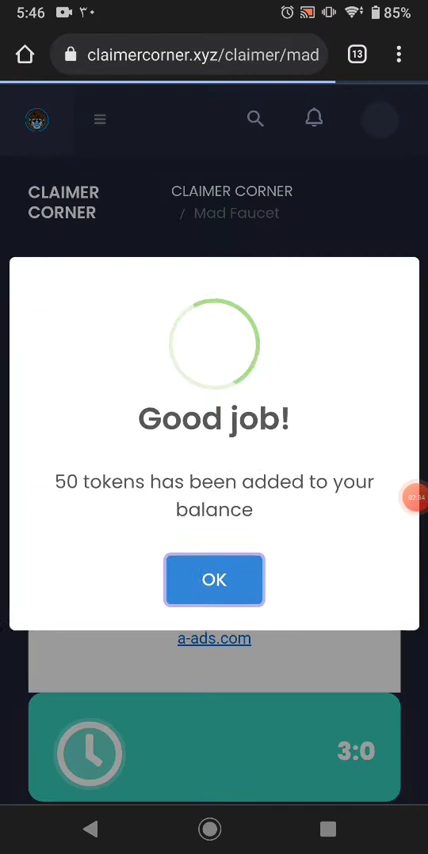 5:46 ٣٠ 85%
claimercorner.xyz/claimer/mad 13
CLAIMER CORNER
CLAIMER CORNER
/ Mad Faucet
Good job!
50 tokens has been added to your
balance
OK
a-ads.com
3:0